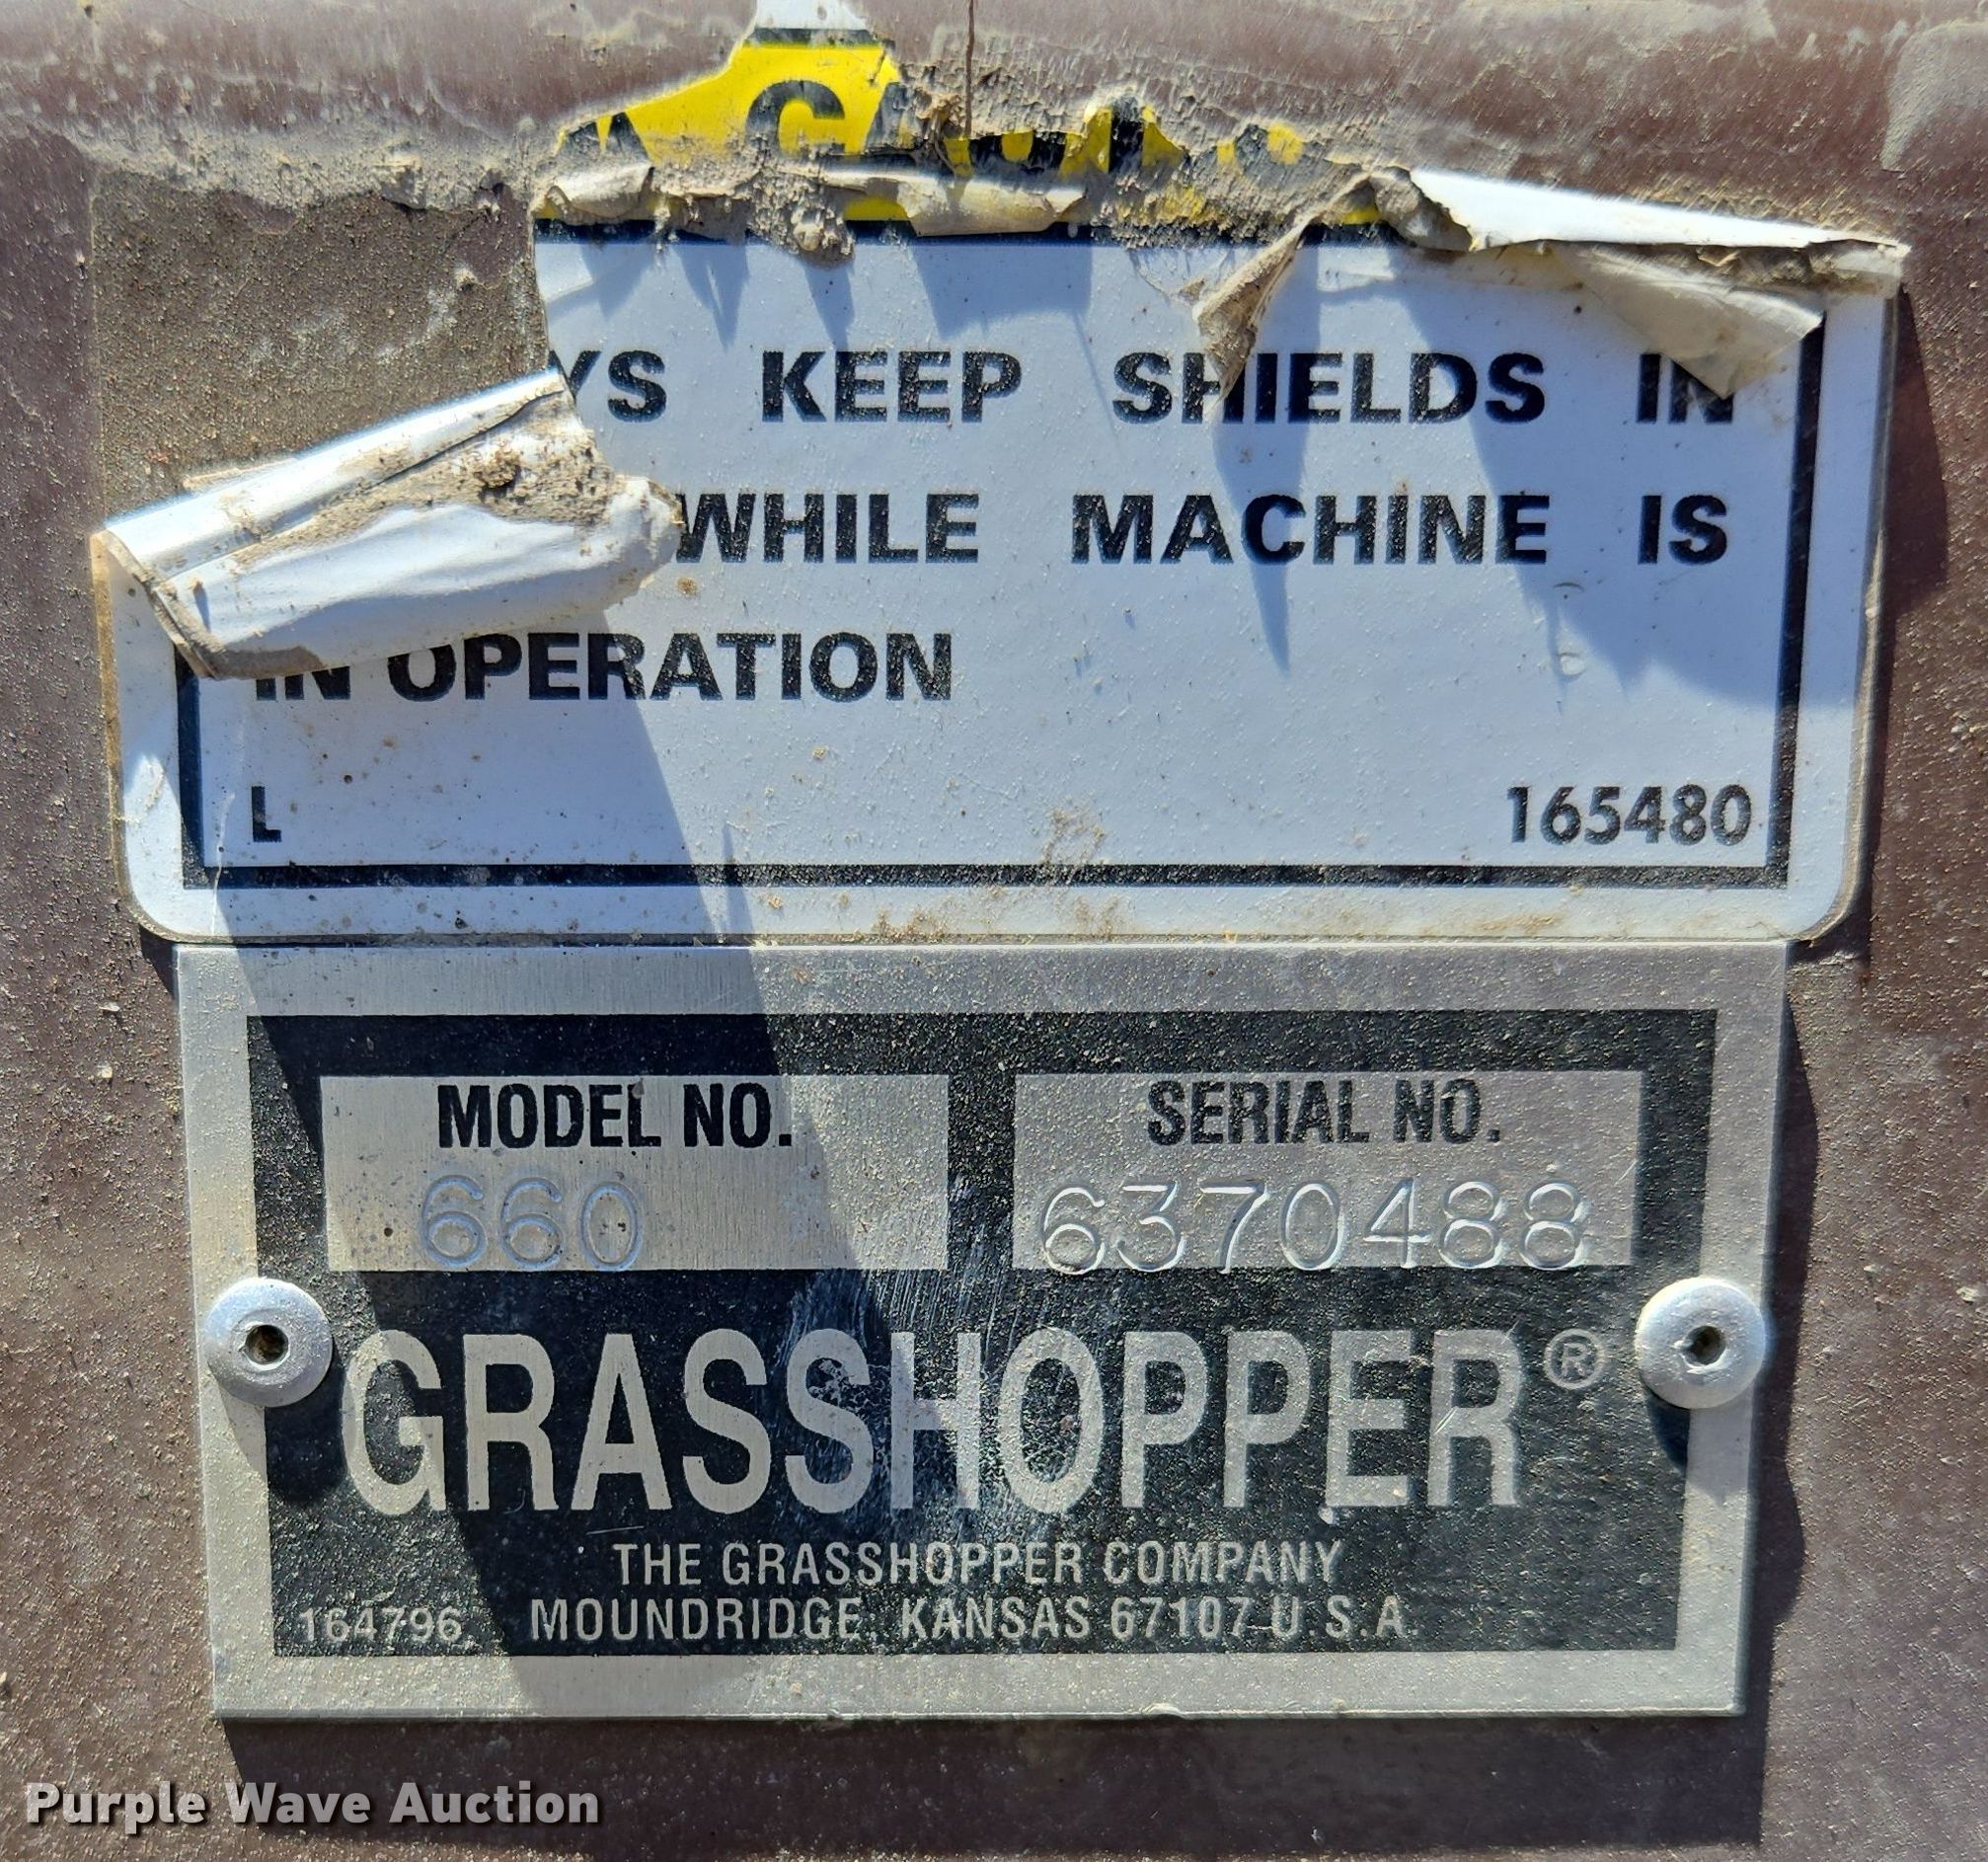 YS KEEP SHIELDS IN
WHILE MACHINE IS
IN OPERATION
L 165480
MODEL NO. SERIAL NO.
660 6370488
GRASSHOPPER®
THE GRASSHOPPER COMPANY
164796 MOUNDRIDGE, KANSAS 67107 U.S.A.
Purple Wave Auction